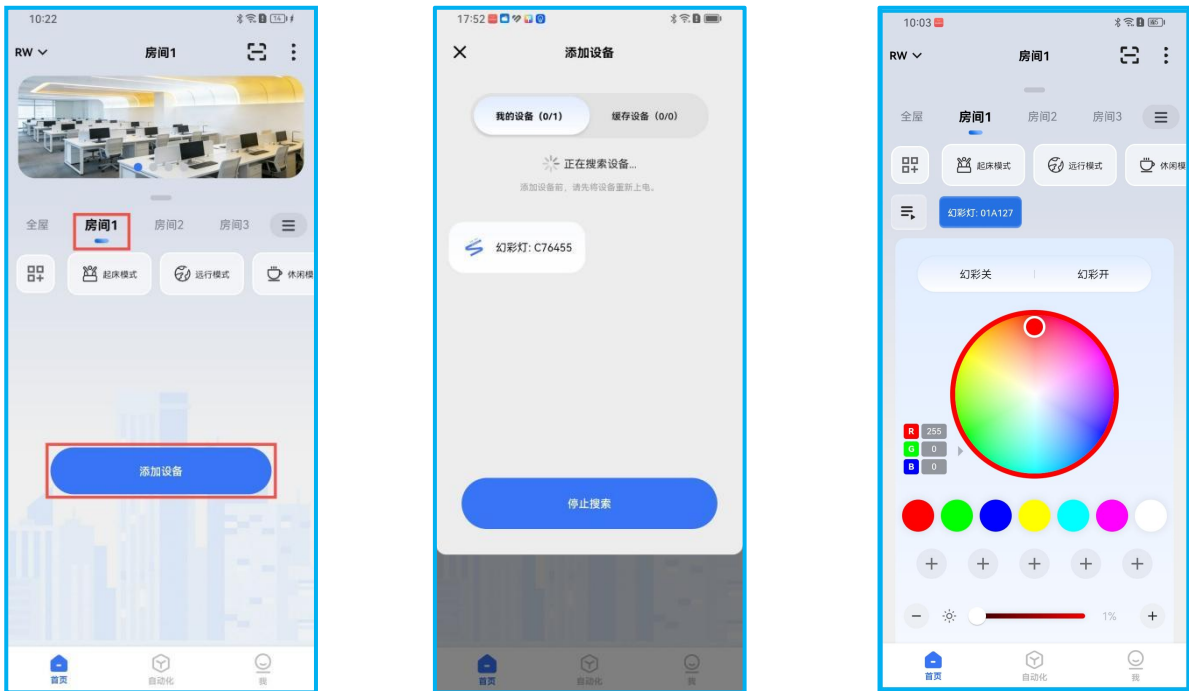 10:22
14
RW
房间1
全屋
房间1
房间2
房间3
起床模式
远行模式
休闲模
添加设备
首页
自动化
我
17:52
添加设备
我的设备（0/1）
缓存设备（0/0）
正在搜索设备...
添加设备前，请先将设备重新上电。
幻彩灯: C76455
停止搜索
首页
自动化
我
10:03
RW
房间1
全屋
房间1
房间2
房间3
起床模式
远行模式
休闲模
幻彩灯: 01A127
幻彩关
幻彩开
R 255
G 0
B 0
1%
首页
自动化
我